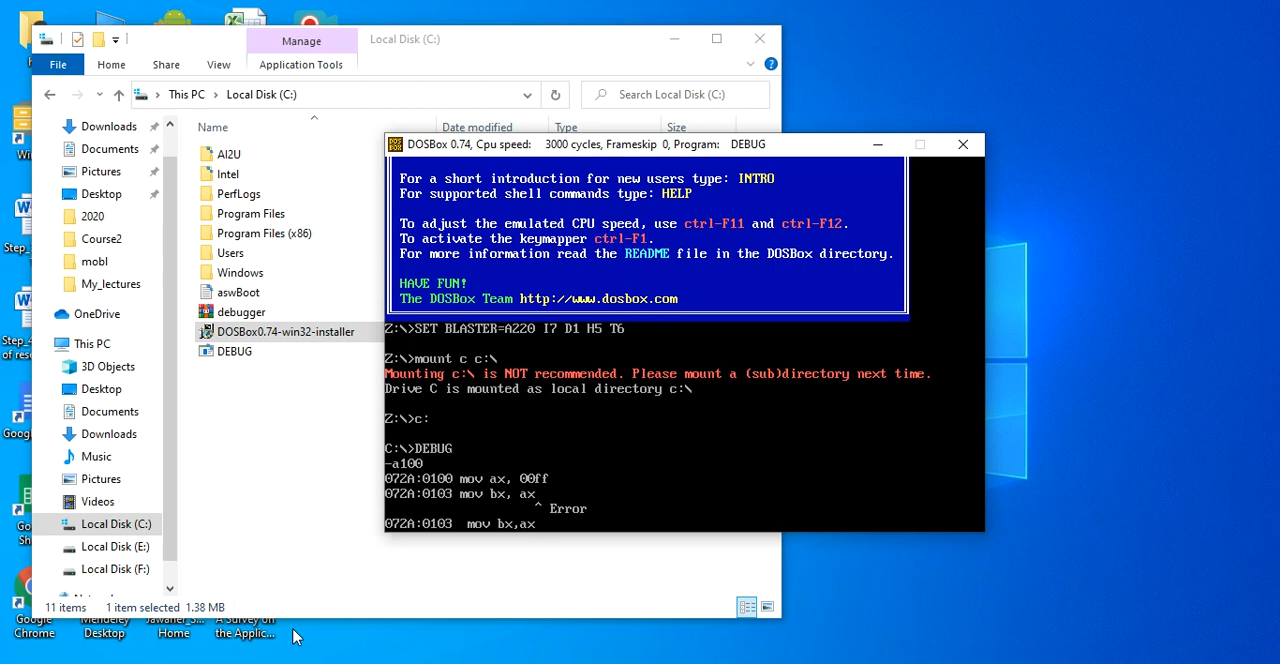 Manage
Local Disk (C:)
File
Home
Share
View
Application Tools
?
This PC > Local Disk (C:)
Search Local Disk (C:)
Downloads
Documents
Pictures
Desktop
2020
Course2
mobl
My_lectures
OneDrive
This PC
3D Objects
Desktop
Documents
Downloads
Music
Pictures
Videos
Local Disk (C:)
Local Disk (E:)
Local Disk (F:)
Name
Date modified
Type
Size
AI2U
Intel
PerfLogs
Program Files
Program Files (x86)
Users
Windows
aswBoot
debugger
DOSBox0.74-win32-installer
DEBUG
11 items
1 item selected 1.38 MB
DOSBox 0.74, Cpu speed: 3000 cycles, Frameskip 0, Program: DEBUG
For a short introduction for new users type: INTRO
For supported shell commands type: HELP
To adjust the emulated CPU speed, use ctrl-F11 and ctrl-F12.
To activate the keymapper ctrl-F1.
For more information read the README file in the DOSBox directory.
HAVE FUN!
The DOSBox Team http://www.dosbox.com
Z:\>SET BLASTER=A220 I7 D1 H5 T6
Z:\>mount c c:\
Mounting c:\ is NOT recommended. Please mount a (sub)directory next time.
Drive C is mounted as local directory c:\
Z:\>c:
C:\>DEBUG
-a100
072A:0100 mov ax, 00ff
072A:0103 mov bx, ax
^ Error
072A:0103 mov bx,ax
Google
Chrome
Mendeley
Desktop
Home
A Survey on
the Applic...